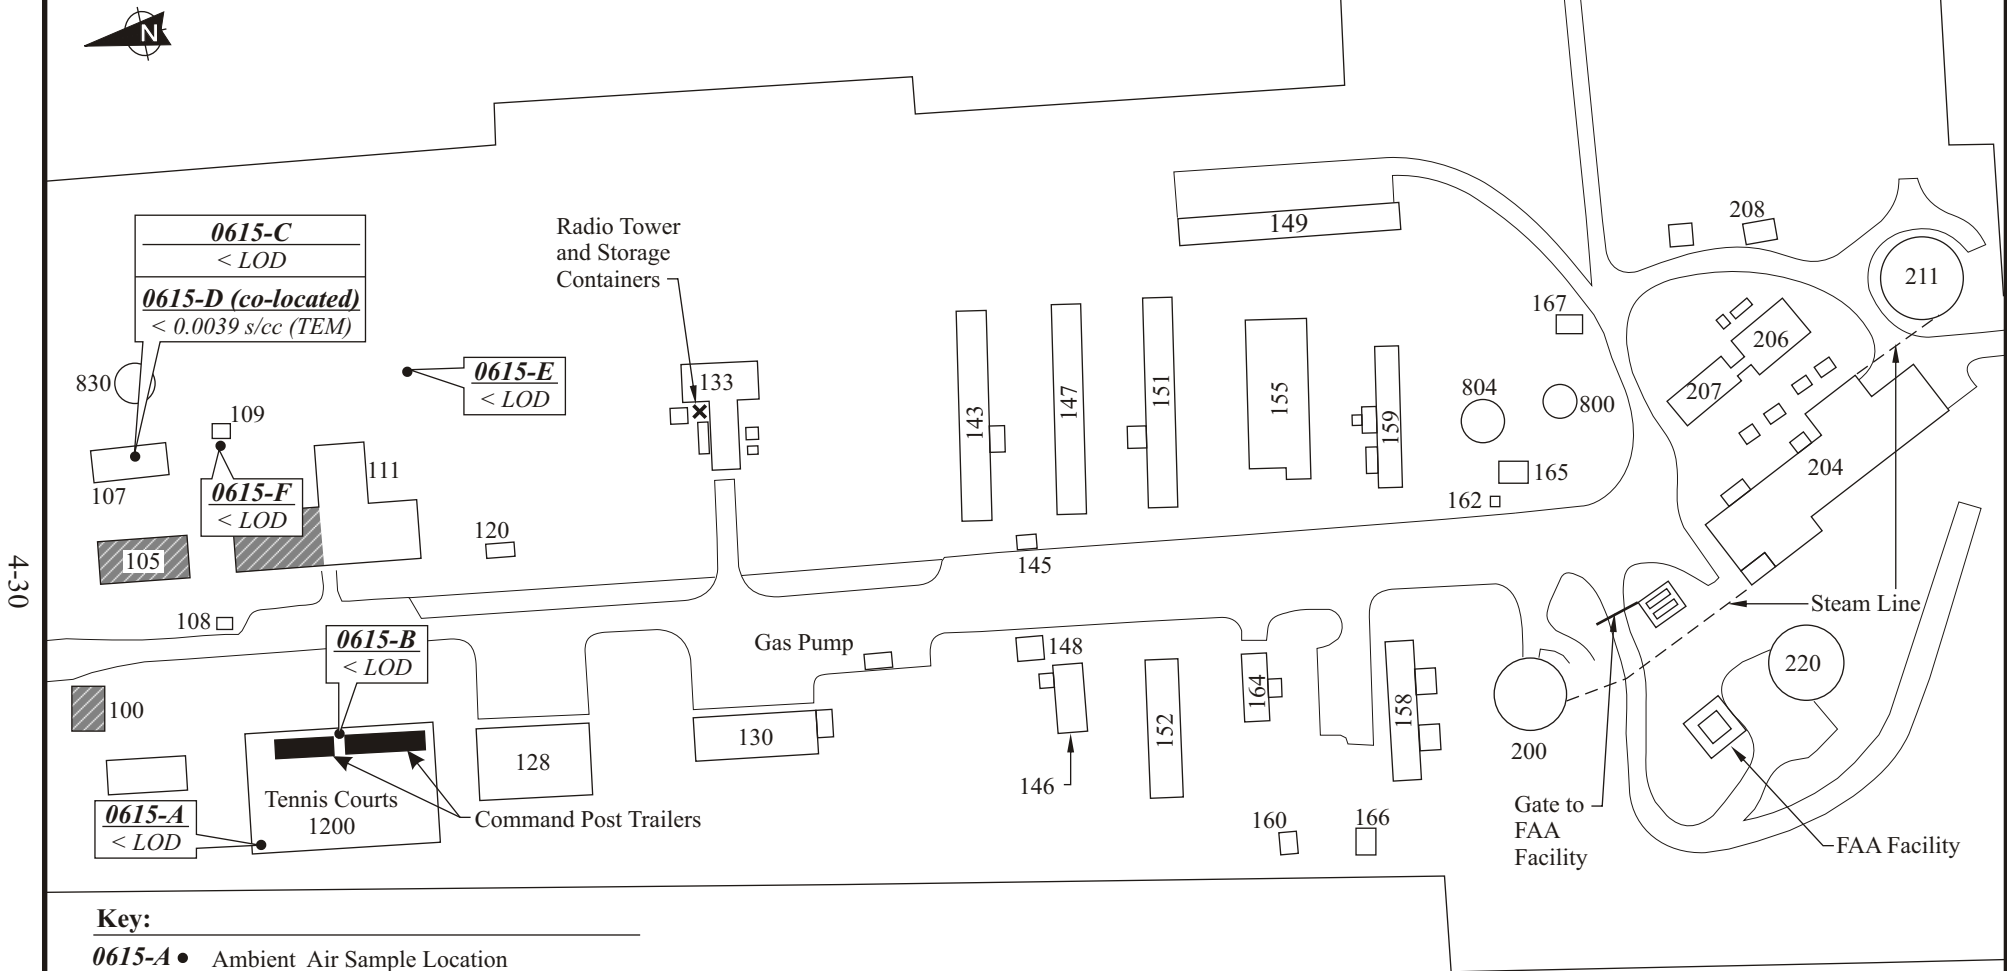 N
4-30
0615-C
< LOD
0615-D (co-located)
< 0.0039 s/cc (TEM)
Radio Tower
and Storage
Containers
149
208
211
167
206
207
830
109
0615-E
< LOD
133
143
147
151
155
159
804
800
107
111
0615-F
< LOD
165
162
204
120
105
145
108
0615-B
< LOD
Gas Pump
148
Steam Line
220
100
164
158
152
130
128
146
200
Tennis Courts
1200
Command Post Trailers
0615-A
< LOD
160
166
Gate to
FAA
Facility
FAA Facility
Key:
0615-A ● Ambient Air Sample Location